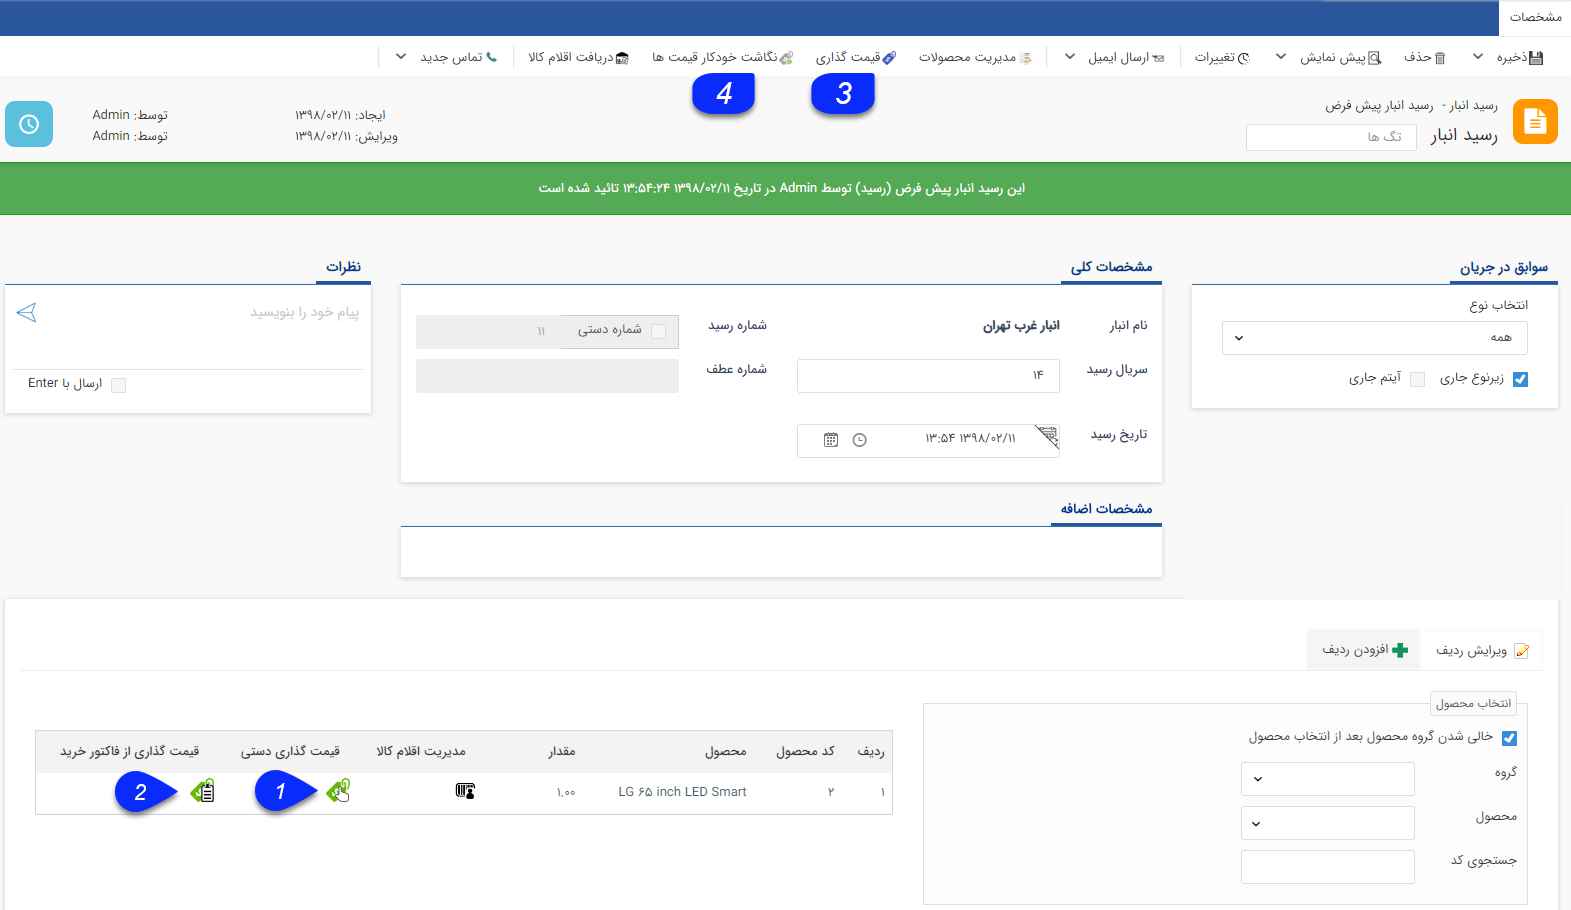 مشخصات
ذخیره
حذف
پیش نمایش
تغییرات
ارسال ایمیل
مدیریت محصولات
قیمت گذاری
نگاشت خودکار قیمت ها
دریافت اقلام کالا
تماس جدید
3
4
رسید انبار - رسید انبار پیش فرض
رسید انبار
تگ ها
ایجاد: ۱۳۹۸/۰۲/۱۱ توسط: Admin
ویرایش: ۱۳۹۸/۰۲/۱۱ توسط: Admin
این رسید انبار پیش فرض (رسید) توسط Admin در تاریخ ۱۳۹۸/۰۲/۱۱ ۱۳:۵۴:۲۴ تائید شده است
سوابق در جریان
انتخاب نوع
همه
زیرنوع جاری
آیتم جاری
مشخصات کلی
نام انبار انبار غرب تهران
شماره رسید شماره دستی ۱۱
سریال رسید ۱۴
شماره عطف
تاریخ رسید ۱۳۹۸/۰۲/۱۱ ۱۳:۵۴
مشخصات اضافه
نظرات
پیام خود را بنویسید
ارسال با Enter
ویرایش ردیف
افزودن ردیف
انتخاب محصول
خالی شدن گروه محصول بعد از انتخاب محصول
گروه
محصول
جستجوی کد
ردیف کد محصول محصول مقدار مدیریت اقلام کالا قیمت گذاری دستی قیمت گذاری از فاکتور خرید
۱ ۲ LG ۶۵ inch LED Smart ۱.۰۰
1
2